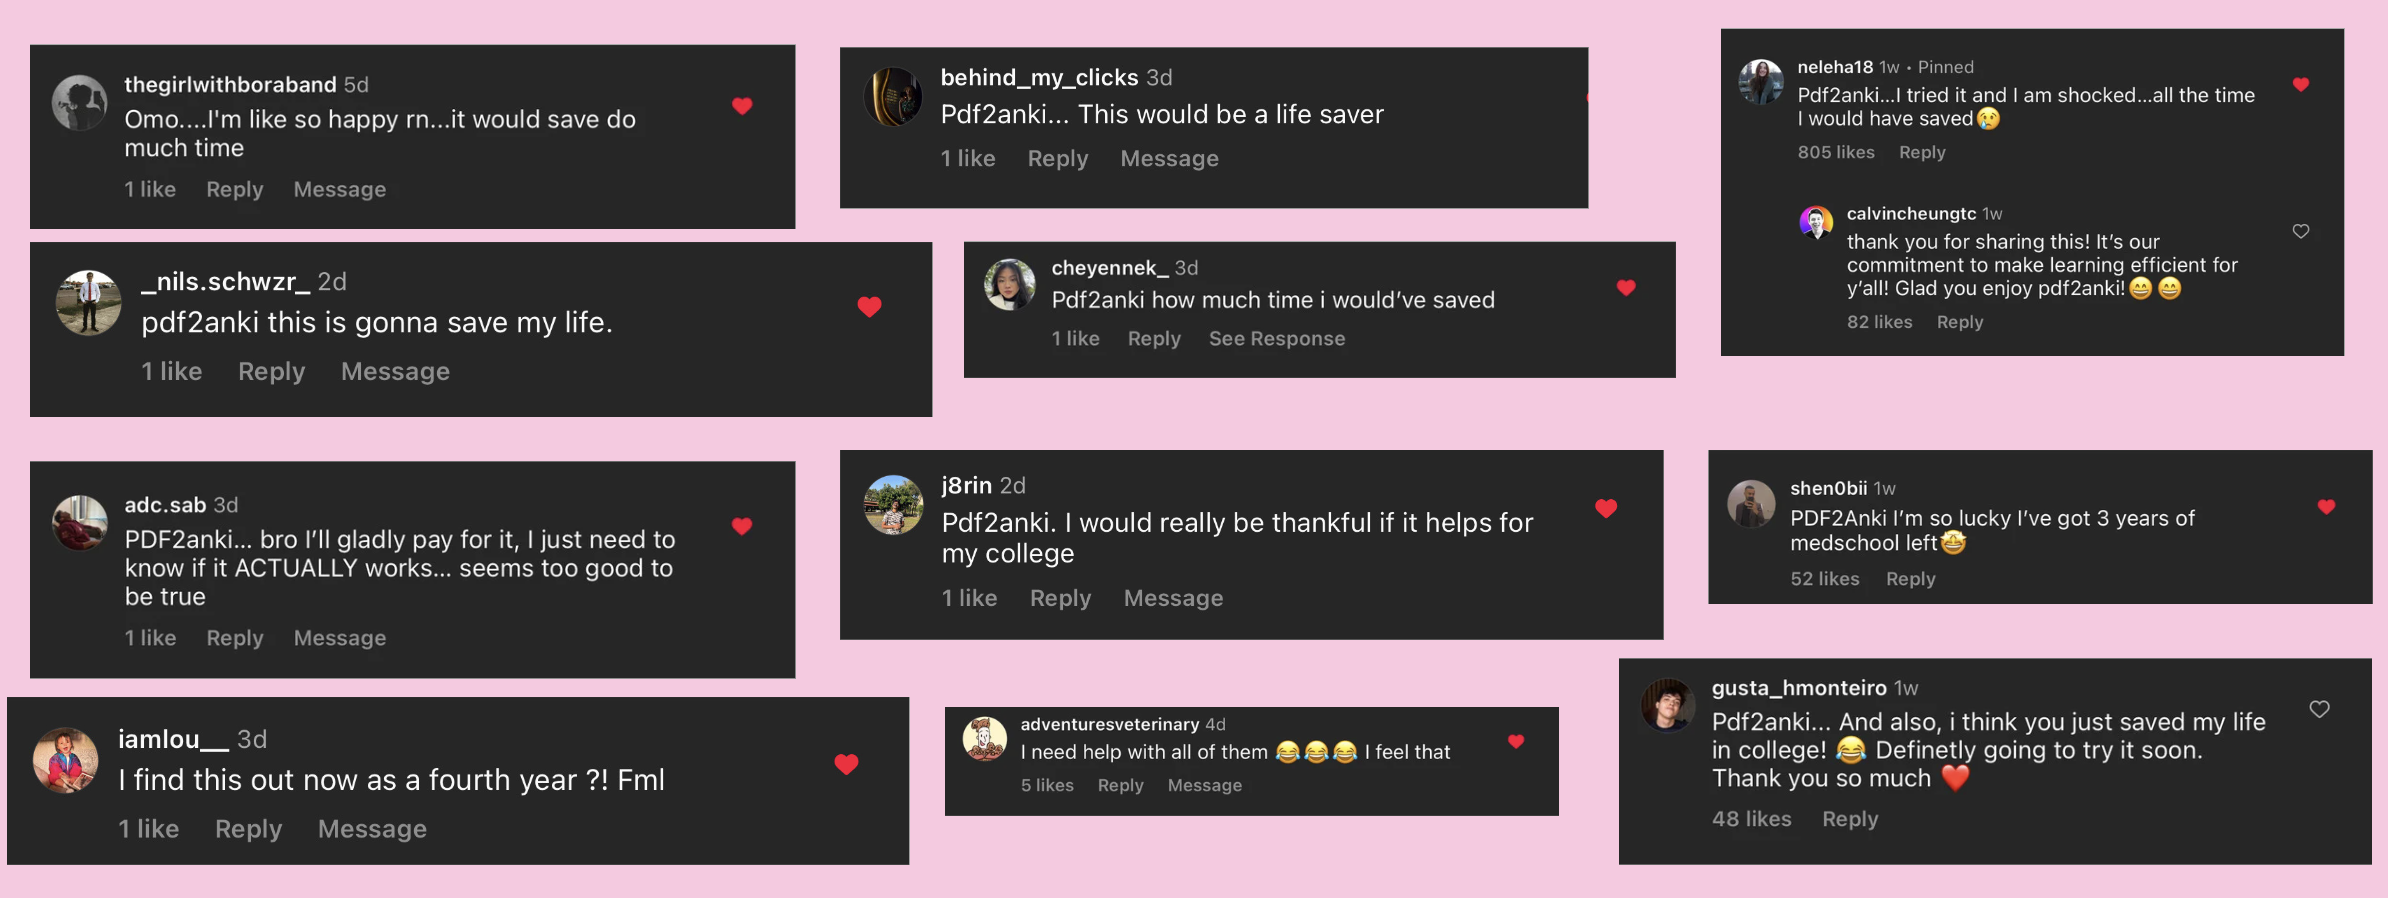 thegirlwithboraband 5d
Omo....I'm like so happy rn...it would save do
much time
1 like Reply Message
behind_my_clicks 3d
Pdf2anki... This would be a life saver
1 like Reply Message
neleha18 1w • Pinned
Pdf2anki...I tried it and I am shocked...all the time
I would have saved😢
805 likes Reply
calvincheungtc 1w
thank you for sharing this! It's our
commitment to make learning efficient for
y'all! Glad you enjoy pdf2anki!😄 😄
82 likes Reply
_nils.schwzr_ 2d
pdf2anki this is gonna save my life.
1 like Reply Message
cheyennek_ 3d
Pdf2anki how much time i would've saved
1 like Reply See Response
adc.sab 3d
PDF2anki... bro I'll gladly pay for it, I just need to
know if it ACTUALLY works... seems too good to
be true
1 like Reply Message
j8rin 2d
Pdf2anki. I would really be thankful if it helps for
my college
1 like Reply Message
shen0bii 1w
PDF2Anki I'm so lucky I've got 3 years of
medschool left🤩
52 likes Reply
iamlou__ 3d
I find this out now as a fourth year ?! Fml
1 like Reply Message
adventuresveterinary 4d
I need help with all of them 😂😂😂 I feel that
5 likes Reply Message
gusta_hmonteiro 1w
Pdf2anki... And also, i think you just saved my life
in college! 😂 Definetly going to try it soon.
Thank you so much ❤️
48 likes Reply